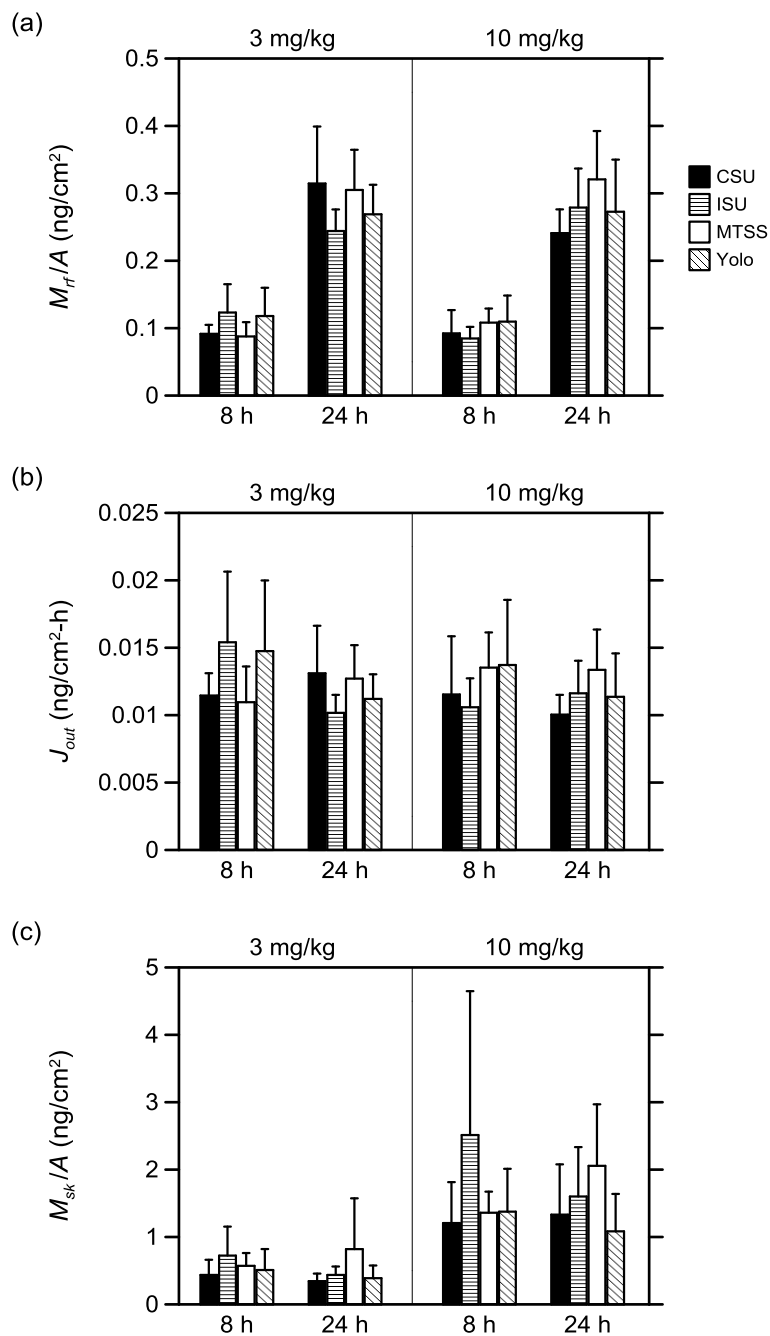 (a)
3 mg/kg 10 mg/kg
0.5
0.4
0.3
0.2
0.1
0
M_rf/A (ng/cm²)
8 h 24 h 8 h 24 h
CSU
ISU
MTSS
Yolo
(b)
3 mg/kg 10 mg/kg
0.025
0.02
0.015
0.01
0.005
0
J_out (ng/cm²-h)
8 h 24 h 8 h 24 h
(c)
3 mg/kg 10 mg/kg
5
4
3
2
1
0
M_sk/A (ng/cm²)
8 h 24 h 8 h 24 h